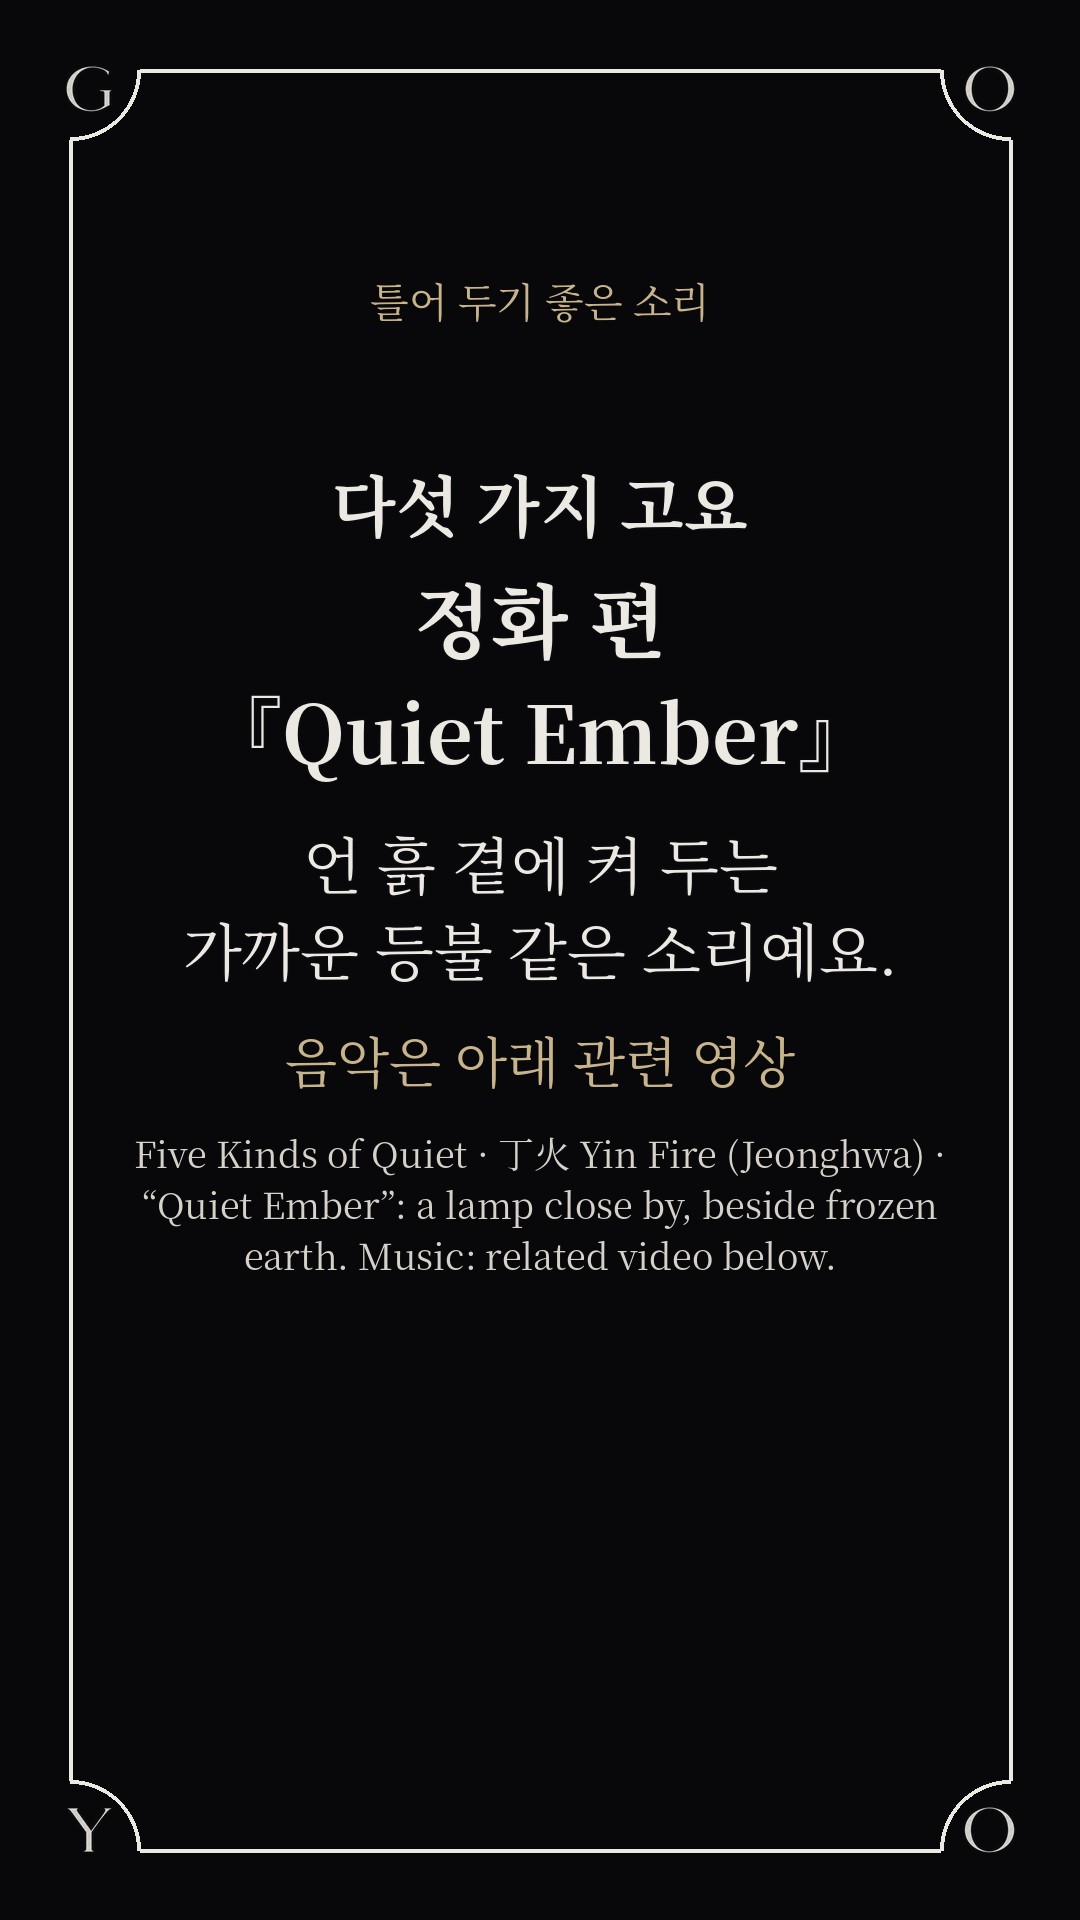 G O
틀어 두기 좋은 소리
다섯 가지 고요
정화 편
『Quiet Ember』
언 흙 곁에 켜 두는
가까운 등불 같은 소리예요.
음악은 아래 관련 영상
Five Kinds of Quiet · 丁火 Yin Fire (Jeonghwa) ·
“Quiet Ember”: a lamp close by, beside frozen
earth. Music: related video below.
Y O